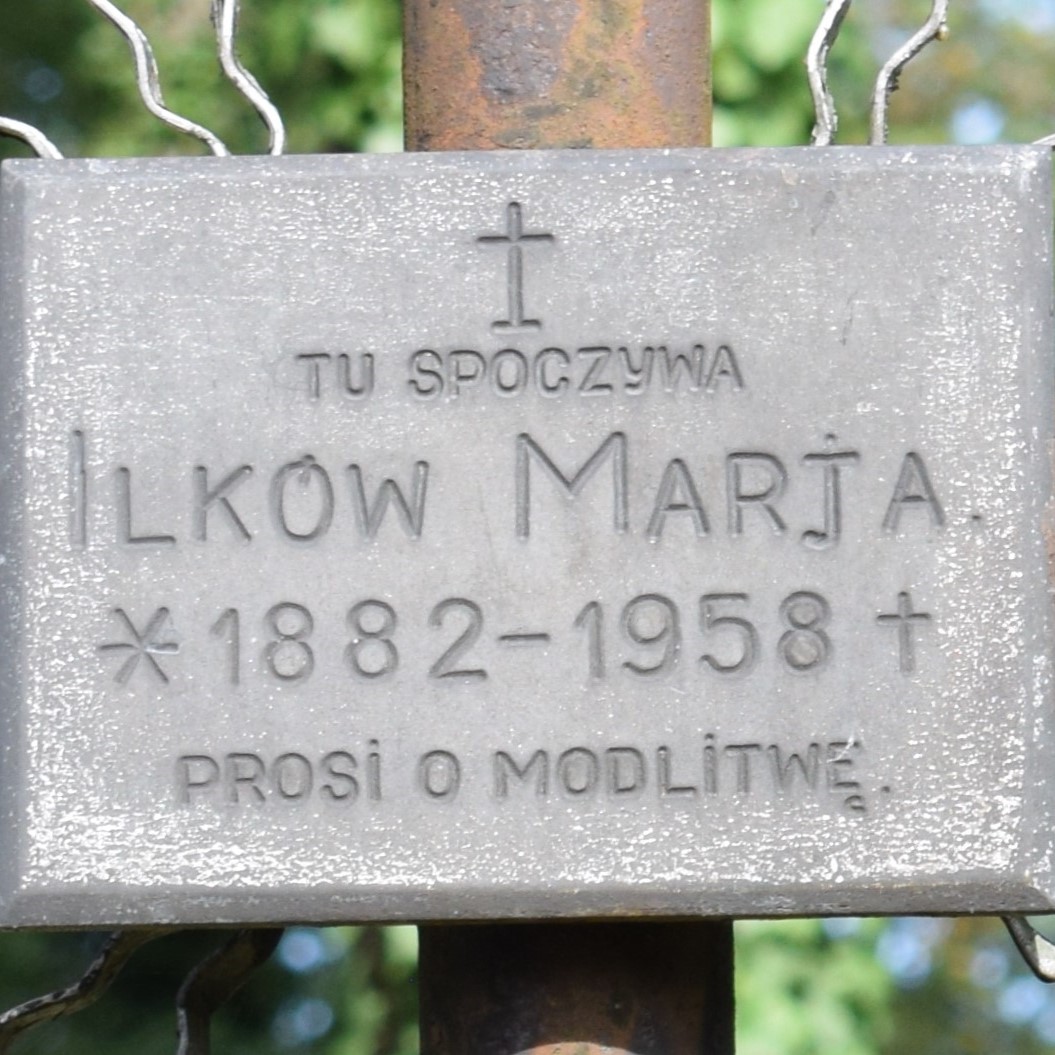 TU SPOCZYWA
ILKÓW MARJA.
* 1882-1958 †
PROSI O MODLITWĘ.